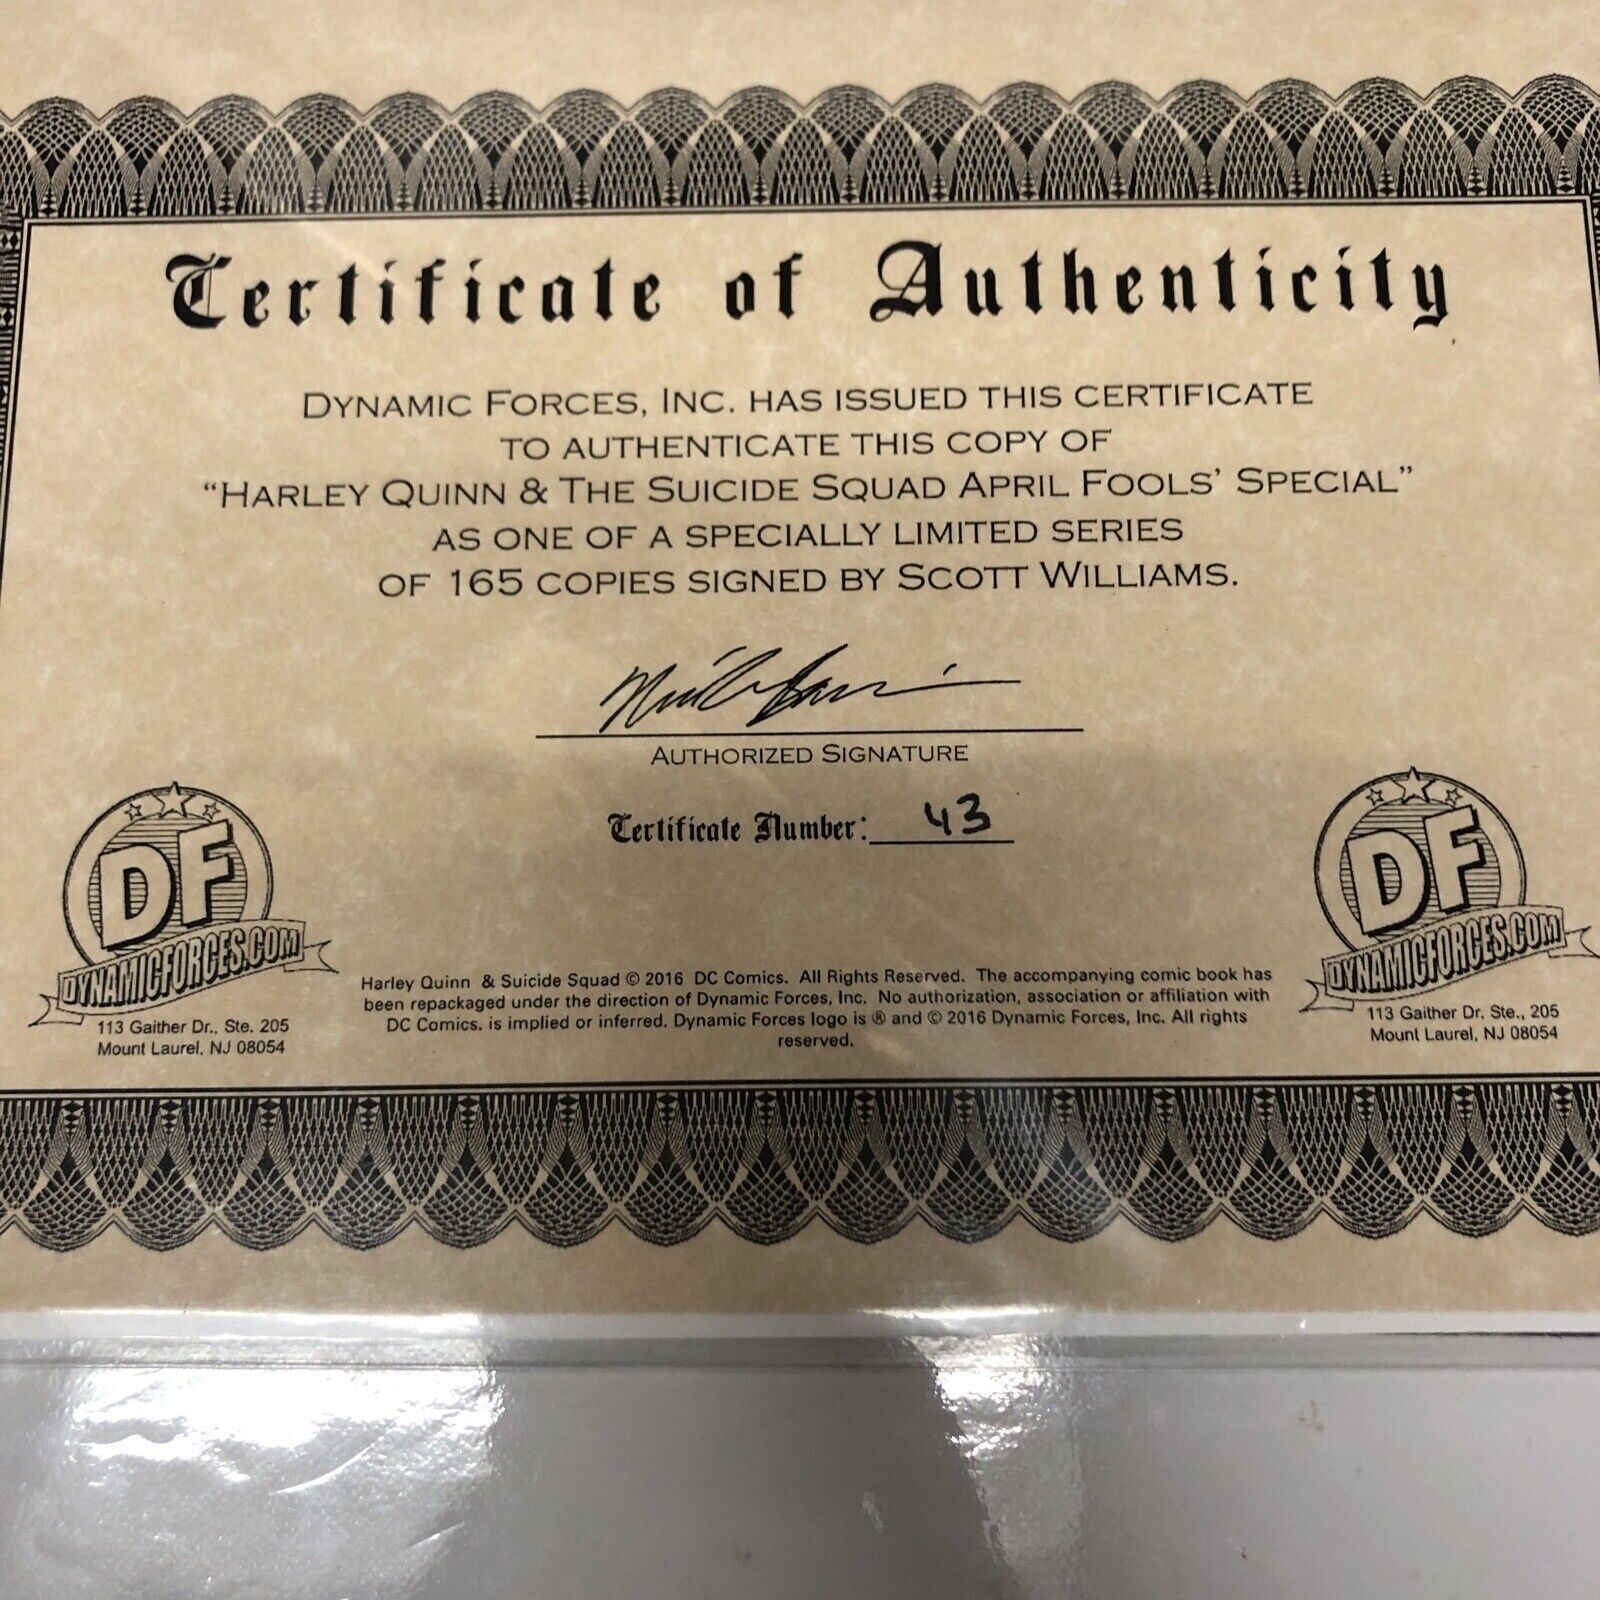 Certificate of Authenticity
DYNAMIC FORCES, INC. HAS ISSUED THIS CERTIFICATE
TO AUTHENTICATE THIS COPY OF
“HARLEY QUINN & THE SUICIDE SQUAD APRIL FOOLS’ SPECIAL”
AS ONE OF A SPECIALLY LIMITED SERIES
OF 165 COPIES SIGNED BY SCOTT WILLIAMS.
AUTHORIZED SIGNATURE
Certificate Number: 43
DF
DYNAMICFORCES.COM
113 Gaither Dr., Ste. 205
Mount Laurel, NJ 08054
Harley Quinn & Suicide Squad © 2016 DC Comics. All Rights Reserved. The accompanying comic book has
been repackaged under the direction of Dynamic Forces, Inc. No authorization, association or affiliation with
DC Comics. is implied or inferred. Dynamic Forces logo is ® and © 2016 Dynamic Forces, Inc. All rights
reserved.
DF
DYNAMICFORCES.COM
113 Gaither Dr. Ste., 205
Mount Laurel, NJ 08054